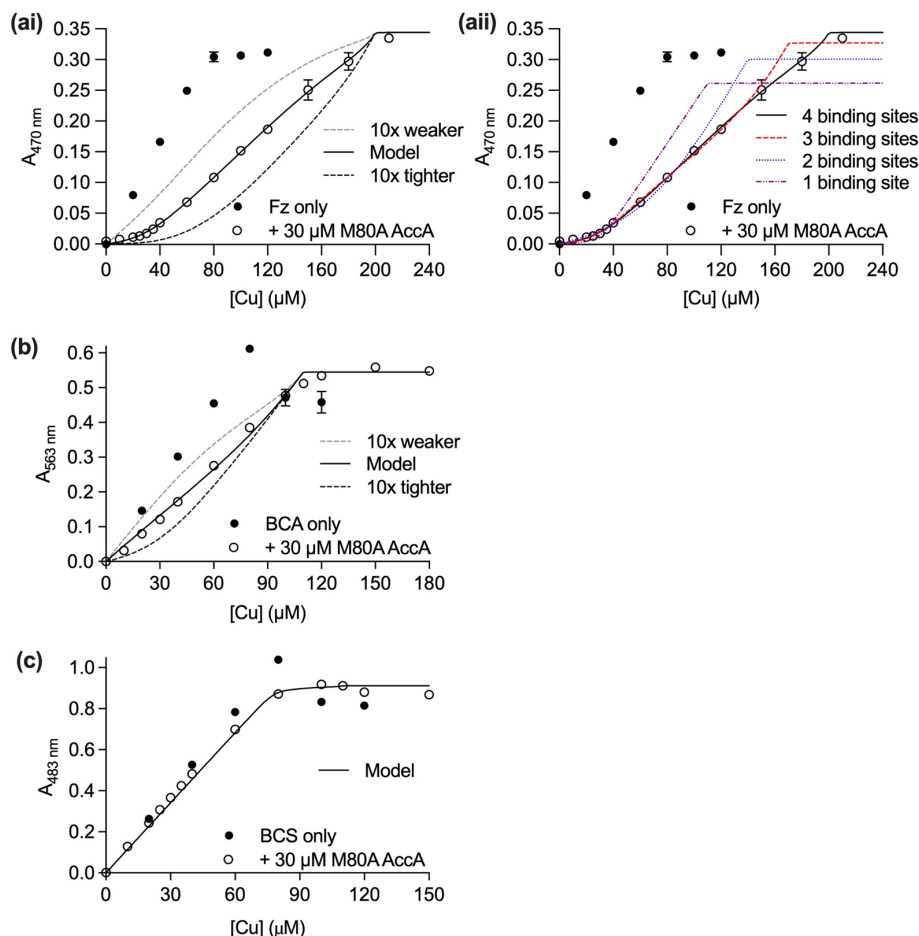 (ai)
0.35
0.30
0.25
0.20
0.15
0.10
0.05
0.00
A470 nm
10x weaker
Model
10x tighter
Fz only
+ 30 µM M80A AccA
0 40 80 120 160 200 240
[Cu] (µM)
(aii)
0.35
0.30
0.25
0.20
0.15
0.10
0.05
0.00
A470 nm
4 binding sites
3 binding sites
2 binding sites
1 binding site
Fz only
+ 30 µM M80A AccA
0 40 80 120 160 200 240
[Cu] (µM)
(b)
0.6
0.5
0.4
0.3
0.2
0.1
0.0
A563 nm
10x weaker
Model
10x tighter
BCA only
+ 30 µM M80A AccA
0 30 60 90 120 150 180
[Cu] (µM)
(c)
1.0
0.8
0.6
0.4
0.2
0.0
A483 nm
Model
BCS only
+ 30 µM M80A AccA
0 30 60 90 120 150
[Cu] (µM)